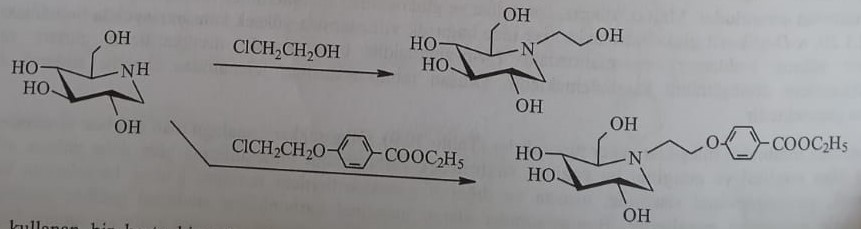 OH
HO
HO
NH
OH
ClCH₂CH₂OH
OH
HO
HO
N
OH
OH
ClCH₂CH₂O
COOC₂H₅
OH
HO
HO
N
O
COOC₂H₅
OH
kullanan bir